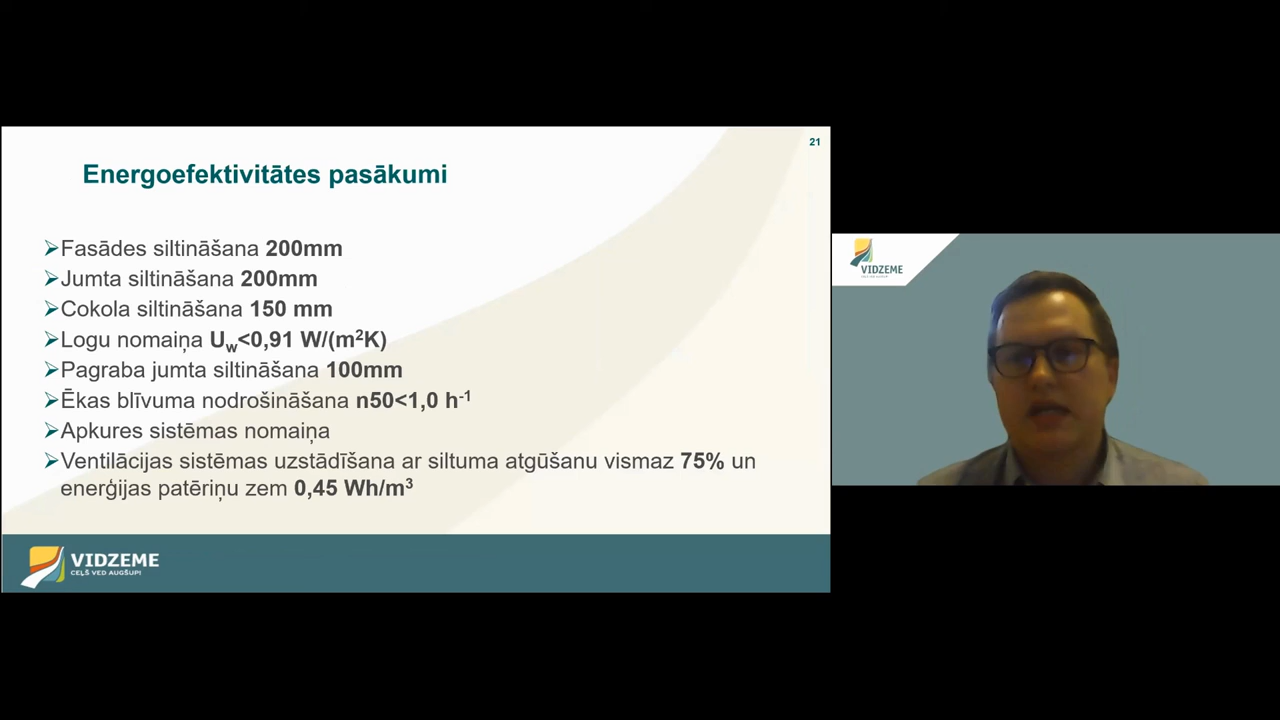 21
Energoefektivitātes pasākumi
➢Fasādes siltināšana 200mm
➢Jumta siltināšana 200mm
➢Cokola siltināšana 150 mm
➢Logu nomaiņa Uw<0,91 W/(m²K)
➢Pagraba jumta siltināšana 100mm
➢Ēkas blīvuma nodrošināšana n50<1,0 h⁻¹
➢Apkures sistēmas nomaiņa
➢Ventilācijas sistēmas uzstādīšana ar siltuma atgūšanu vismaz 75% un
enerģijas patēriņu zem 0,45 Wh/m³
VIDZEME
CEĻŠ VED AUGŠUP!
VIDZEME